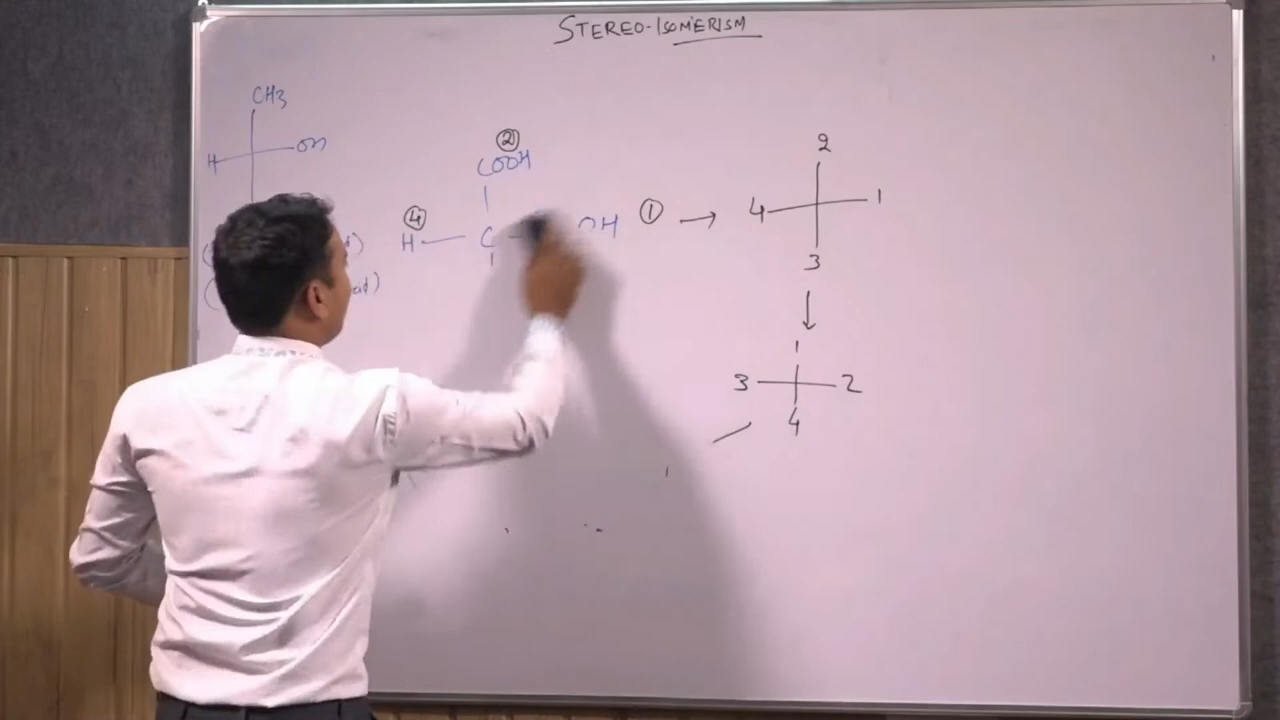 STEREO-ISOMERISM
CH3
H OH
②
COOH
④
H — C — OH ① →
2
4 1
3
↓
1
3 2
4